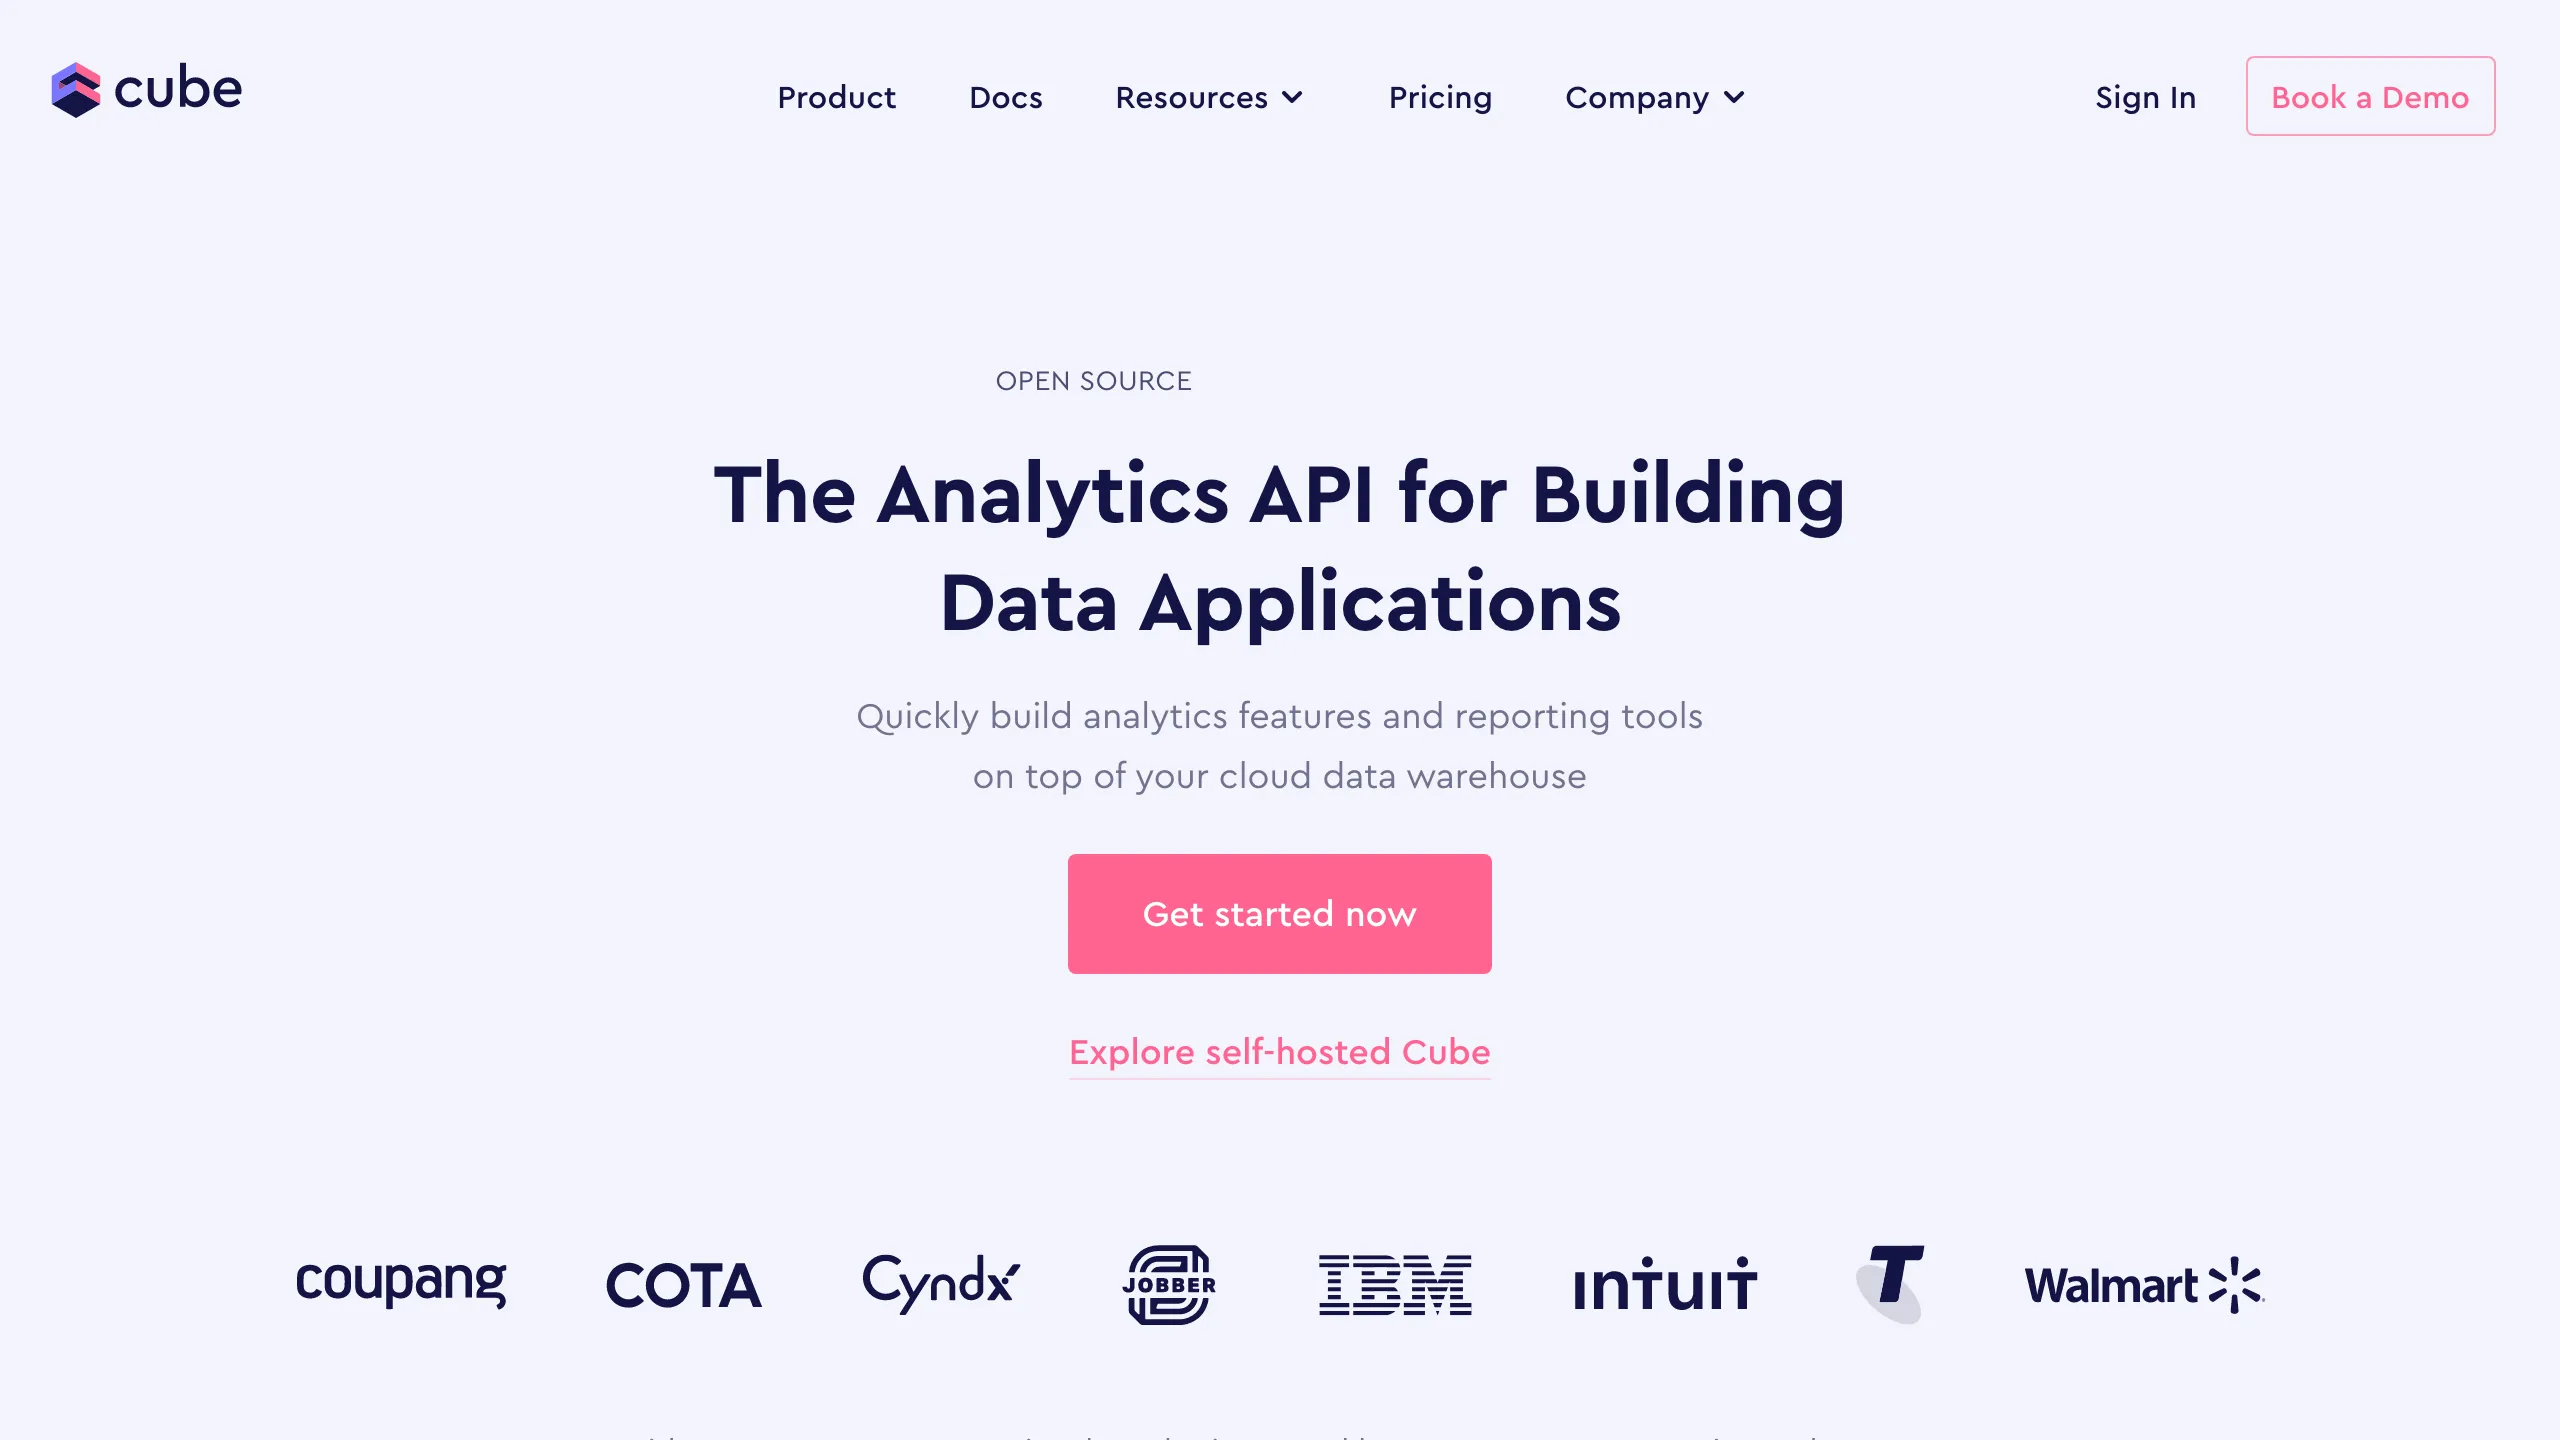 cube
Product
Docs
Resources
Pricing
Company
Sign In
Book a Demo
OPEN SOURCE
The Analytics API for Building
Data Applications
Quickly build analytics features and reporting tools
on top of your cloud data warehouse
Get started now
Explore self-hosted Cube
coupang
COTA
Cyndx
JOBBER
IBM
intuit
T
Walmart